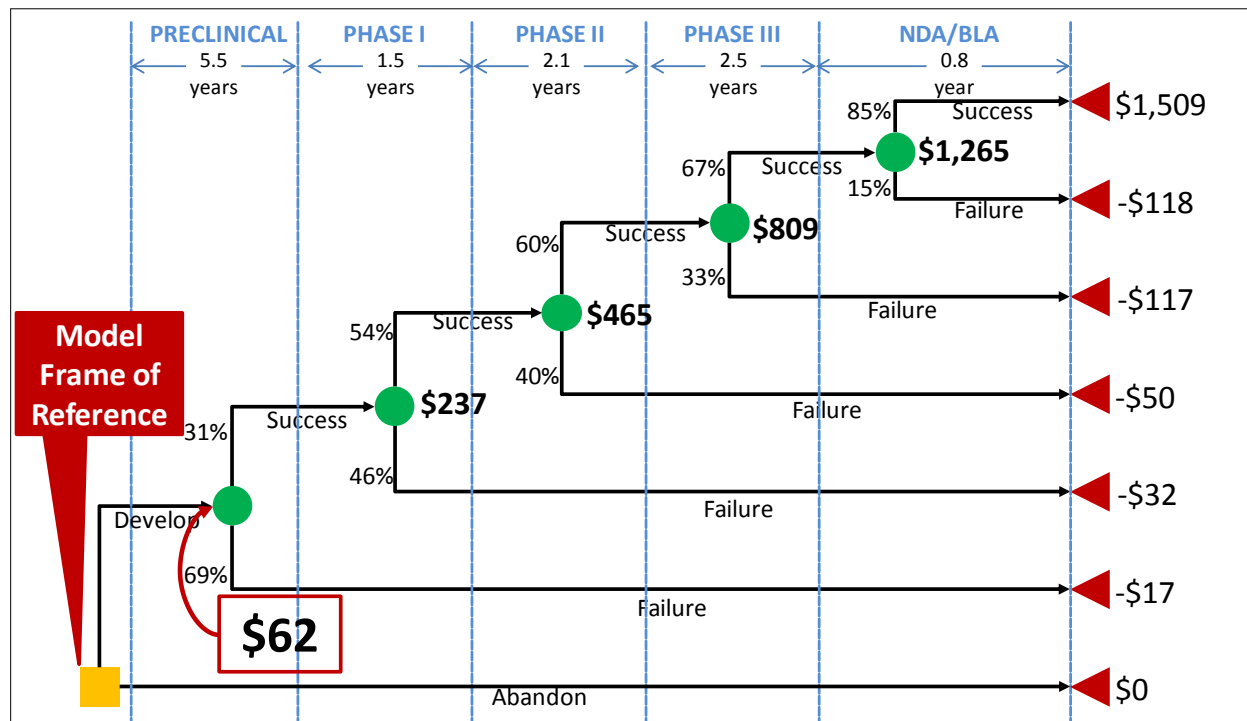 PRECLINICAL PHASE I PHASE II PHASE III NDA/BLA
5.5 1.5 2.1 2.5 0.8
years years years years year
85% Success $1,509
67% Success $1,265
15% Failure -$118
60% Success $809
33% Failure -$117
54% Success $465
40% Failure -$50
Model
Frame of
Reference
31% Success $237
46% Failure -$32
Develop
69% Failure -$17
$62
Abandon $0